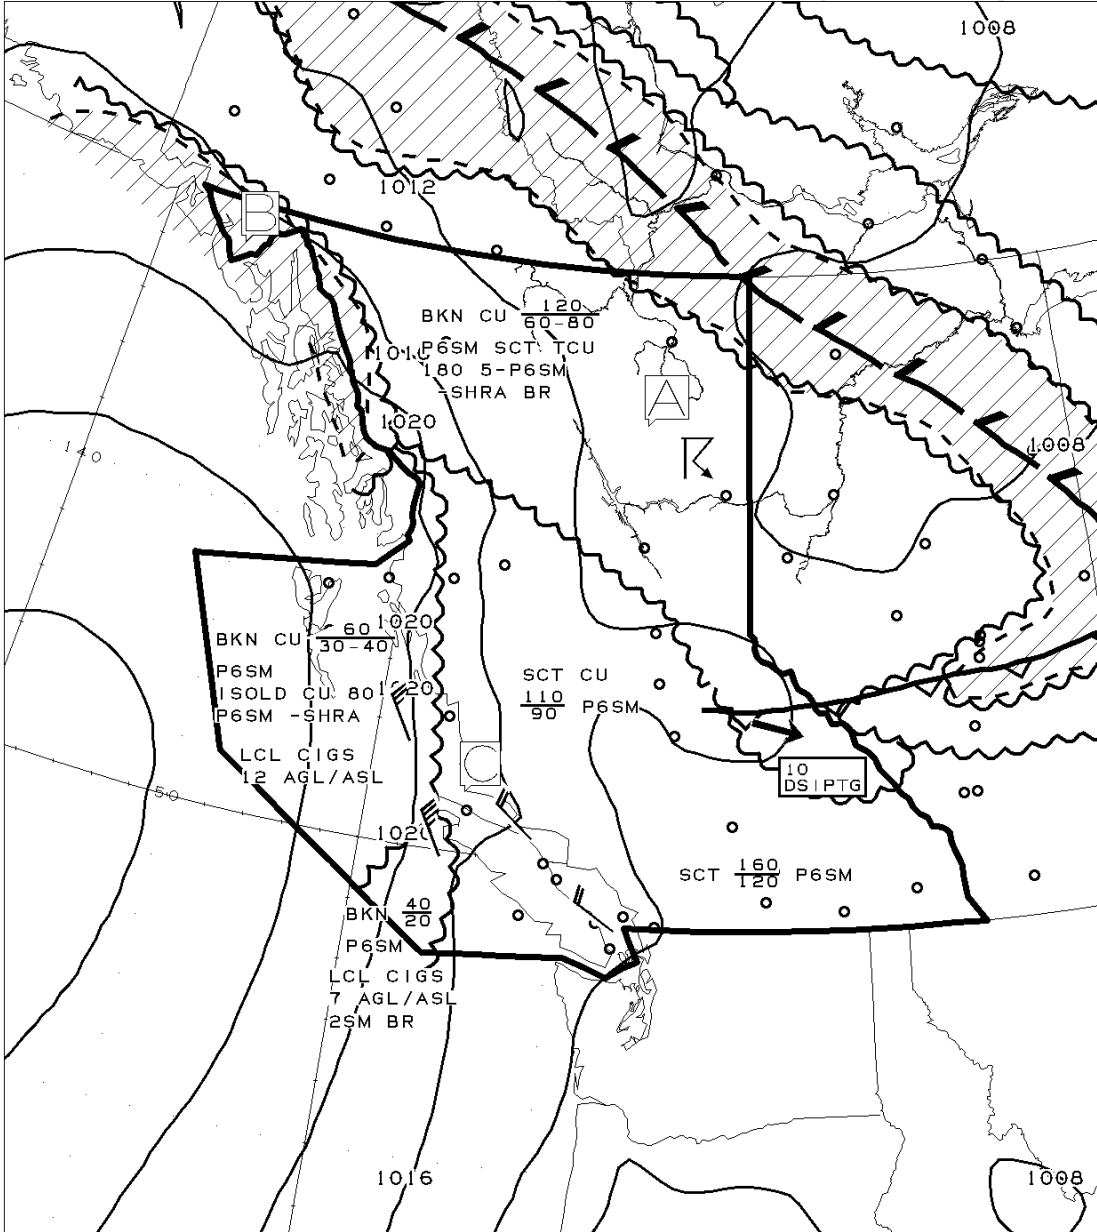 1008
1012
B
BKN CU 120
60-80
P6SM SCT TCU
180 5-P6SM
-SHRA BR
A
1020
1008
140
1020
BKN CU 60
30-40
P6SM
ISOLD CU 80
P6SM -SHRA
LCL CIGS
12 AGL/ASL
1020
SCT CU
110
90 P6SM
C
10
DSIPTG
50
1020
SCT 160
120 P6SM
BKN 40
20
P6SM
LCL CIGS
7 AGL/ASL
2SM BR
1016
1008